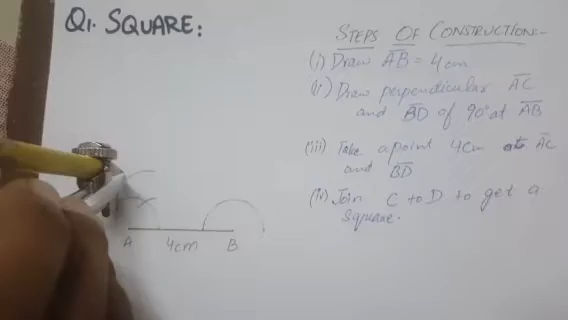 Q1. SQUARE:
STEPS OF CONSTRUCTION:-
(i) Draw AB = 4cm
(ii) Draw perpendicular AC
and BD of 90° at AB
(iii) Take a point 4cm at AC
and BD
(iv) Join C to D to get a
square.
A 4cm B